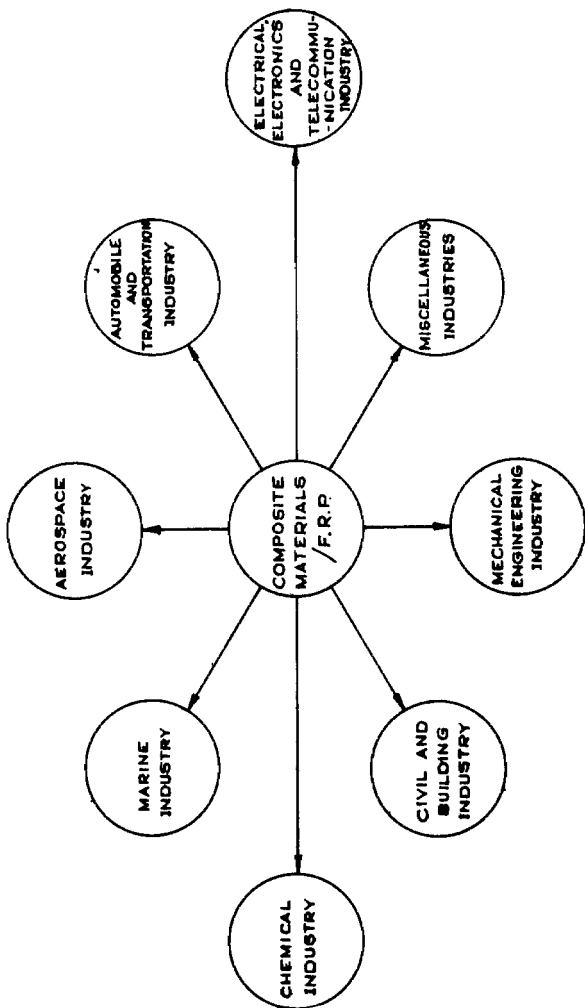 AEROSPACE
INDUSTRY
MARINE
INDUSTRY
AUTOMOBILE
AND
TRANSPORTATION
INDUSTRY
CHEMICAL
INDUSTRY
COMPOSITE
MATERIALS
/F.R.P.
ELECTRICAL,
ELECTRONICS
AND
TELECOMMU-
-NICATION
INDUSTRY
CIVIL AND
BUILDING
INDUSTRY
MISCELLANEOUS
INDUSTRIES
MECHANICAL
ENGINEERING
INDUSTRY